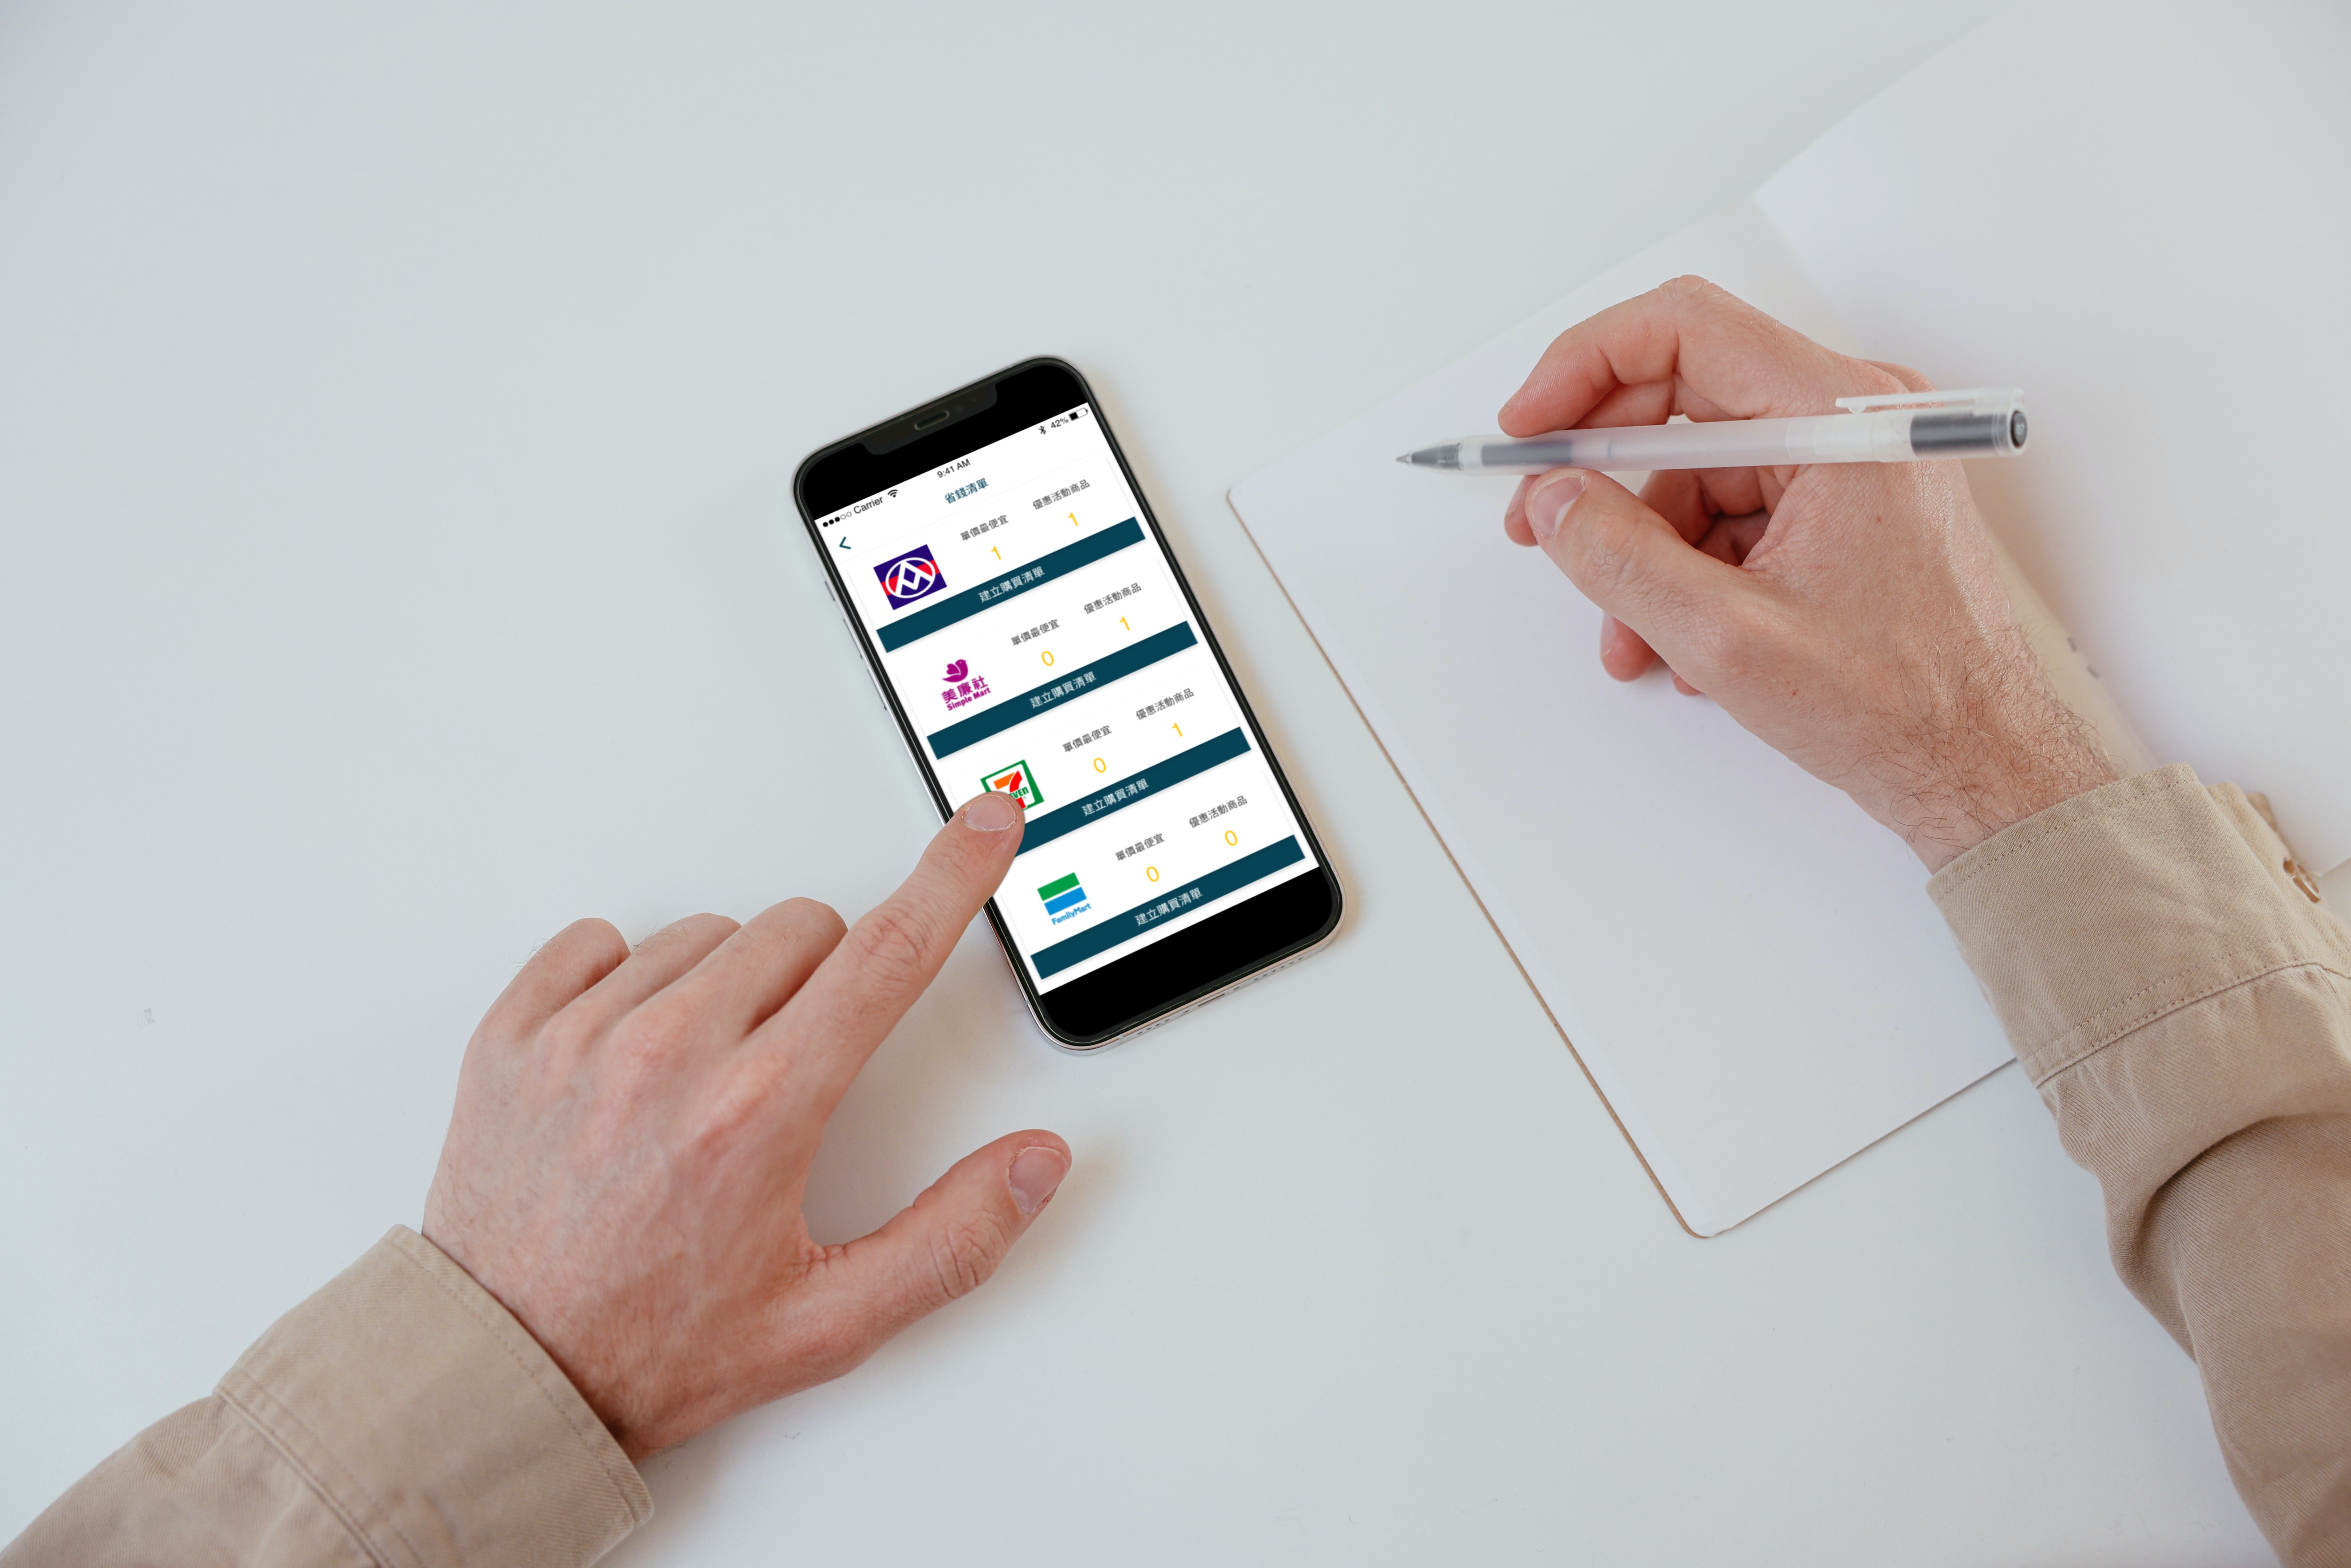 ●●●○○ Carrier 9:41 AM 42%
省錢清單
單價最便宜 優惠活動商品
1 1
建立購買清單
美廉社
Simple Mart
單價最便宜 優惠活動商品
0 1
建立購買清單
7
單價最便宜 優惠活動商品
0 1
建立購買清單
FamilyMart
單價最便宜 優惠活動商品
0 0
建立購買清單